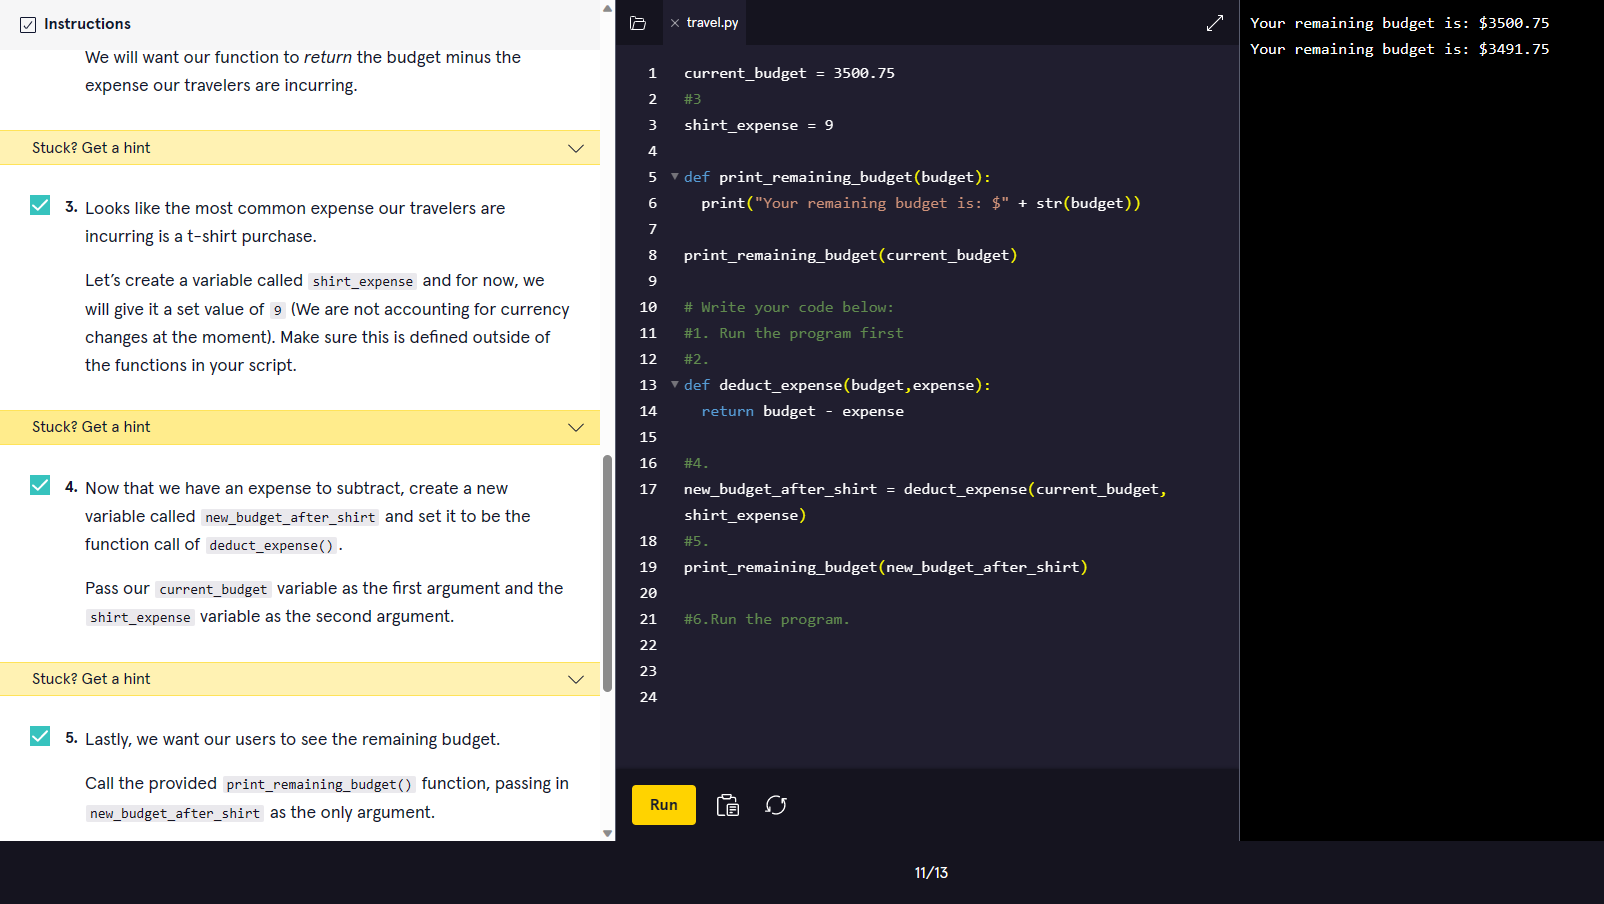 Instructions
We will want our function to return the budget minus the
expense our travelers are incurring.
Stuck? Get a hint
3. Looks like the most common expense our travelers are
incurring is a t-shirt purchase.
Let’s create a variable called shirt_expense and for now, we
will give it a set value of 9 (We are not accounting for currency
changes at the moment). Make sure this is defined outside of
the functions in your script.
Stuck? Get a hint
4. Now that we have an expense to subtract, create a new
variable called new_budget_after_shirt and set it to be the
function call of deduct_expense().
Pass our current_budget variable as the first argument and the
shirt_expense variable as the second argument.
Stuck? Get a hint
5. Lastly, we want our users to see the remaining budget.
Call the provided print_remaining_budget() function, passing in
new_budget_after_shirt as the only argument.
travel.py
1 current_budget = 3500.75
2 #3
3 shirt_expense = 9
4
5 def print_remaining_budget(budget):
6 print("Your remaining budget is: $" + str(budget))
7
8 print_remaining_budget(current_budget)
9
10 # Write your code below:
11 #1. Run the program first
12 #2.
13 def deduct_expense(budget,expense):
14 return budget - expense
15
16 #4.
17 new_budget_after_shirt = deduct_expense(current_budget,
shirt_expense)
18 #5.
19 print_remaining_budget(new_budget_after_shirt)
20
21 #6.Run the program.
22
23
24
Run
Your remaining budget is: $3500.75
Your remaining budget is: $3491.75
11/13